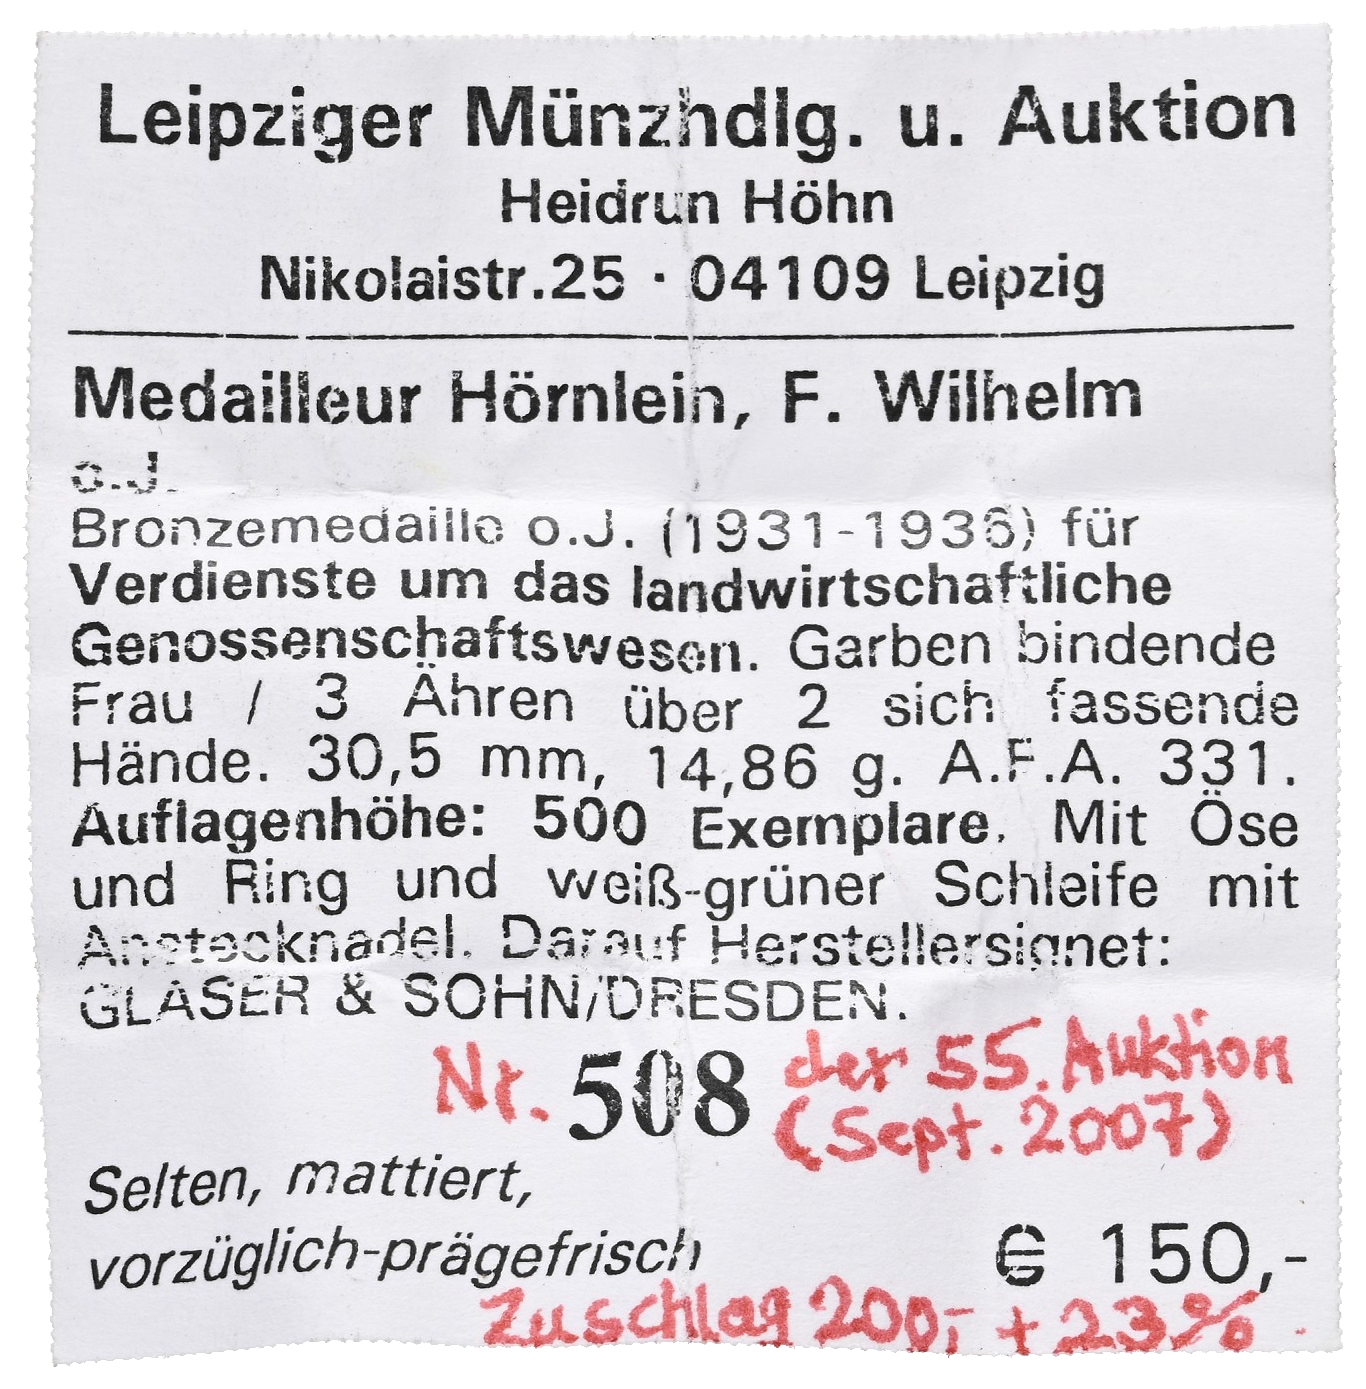 Leipziger Münzhdlg. u. Auktion
Heidrun Höhn
Nikolaistr.25 · 04109 Leipzig
Medailleur Hörnlein, F. Wilhelm
o.J.
Bronzemedaille o.J. (1931-1936) für
Verdienste um das landwirtschaftliche
Genossenschaftswesen. Garben bindende
Frau / 3 Ähren über 2 sich fassende
Hände. 30,5 mm, 14,86 g. A.F.A. 331.
Auflagenhöhe: 500 Exemplare. Mit Öse
und Ring und weiß-grüner Schleife mit
Anstecknadel. Darauf Herstellersignet:
GLASER & SOHN/DRESDEN.
Nr. 508 der 55. Auktion
(Sept. 2007)
Selten, mattiert,
vorzüglich-prägefrisch € 150,-
Zuschlag 200,- + 23%.